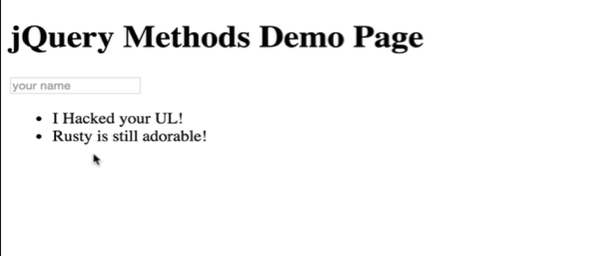 jQuery Methods Demo Page
your name
I Hacked your UL!
Rusty is still adorable!